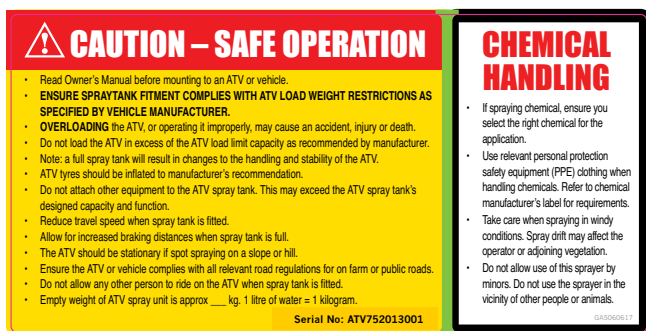 CAUTION – SAFE OPERATION
• Read Owner's Manual before mounting to an ATV or vehicle.
• ENSURE SPRAYTANK FITMENT COMPLIES WITH ATV LOAD WEIGHT RESTRICTIONS AS
SPECIFIED BY VEHICLE MANUFACTURER.
• OVERLOADING the ATV, or operating it improperly, may cause an accident, injury or death.
• Do not load the ATV in excess of the ATV load limit capacity as recommended by manufacturer.
• Note: a full spray tank will result in changes to the handling and stability of the ATV.
• ATV tyres should be inflated to manufacturer's recommendation.
• Do not attach other equipment to the ATV spray tank. This may exceed the ATV spray tank's
designed capacity and function.
• Reduce travel speed when spray tank is fitted.
• Allow for increased braking distances when spray tank is full.
• The ATV should be stationary if spot spraying on a slope or hill.
• Ensure the ATV or vehicle complies with all relevant road regulations for on farm or public roads.
• Do not allow any other person to ride on the ATV when spray tank is fitted.
• Empty weight of ATV spray unit is approx ___ kg. 1 litre of water = 1 kilogram.
Serial No: ATV752013001
CHEMICAL
HANDLING
• If spraying chemical, ensure you
select the right chemical for the
application.
• Use relevant personal protection
safety equipment (PPE) clothing when
handling chemicals. Refer to chemical
manufacturer's label for requirements.
• Take care when spraying in windy
conditions. Spray drift may affect the
operator or adjoining vegetation.
• Do not allow use of this sprayer by
minors. Do not use the sprayer in the
vicinity of other people or animals.
GAS060617